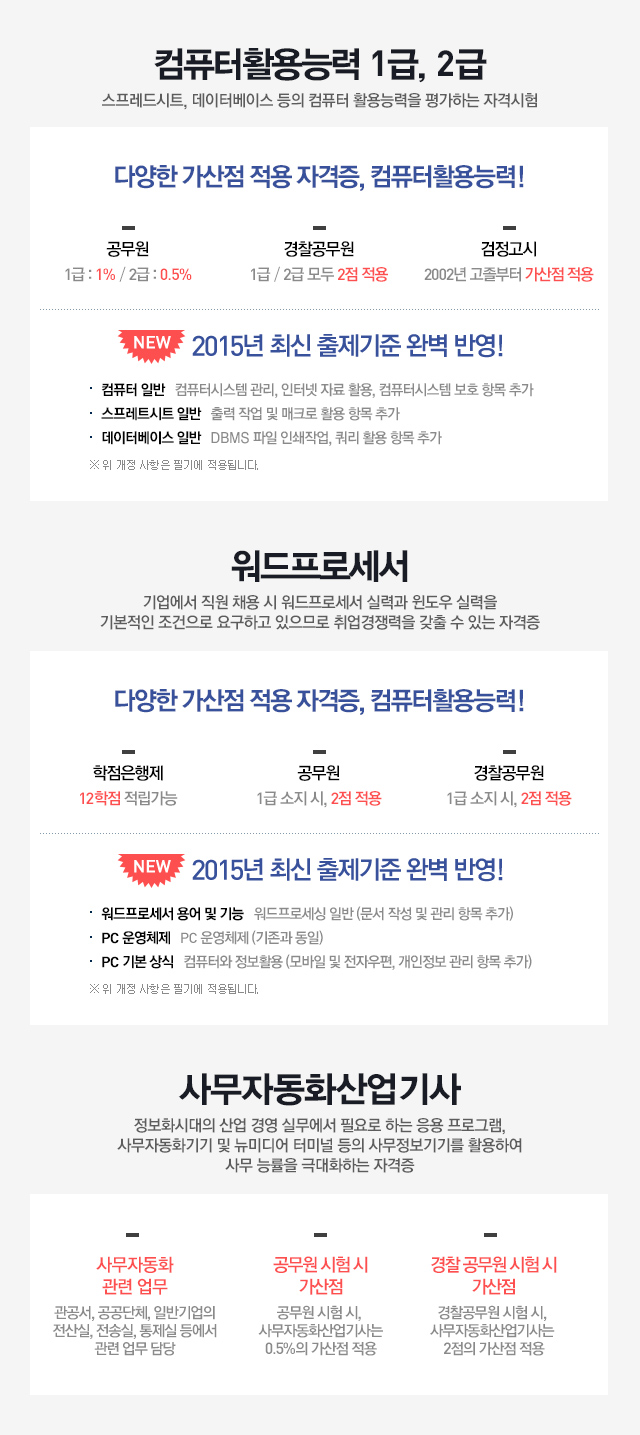 컴퓨터활용능력 1급, 2급
스프레드시트, 데이터베이스 등의 컴퓨터 활용능력을 평가하는 자격시험
다양한 가산점 적용 자격증, 컴퓨터활용능력!
공무원
1급 : 1% / 2급 : 0.5%
경찰공무원
1급 / 2급 모두 2점 적용
검정고시
2002년 고졸부터 가산점 적용
NEW 2015년 최신 출제기준 완벽 반영!
· 컴퓨터 일반 컴퓨터시스템 관리, 인터넷 자료 활용, 컴퓨터시스템 보호 항목 추가
· 스프레트시트 일반 출력 작업 및 매크로 활용 항목 추가
· 데이터베이스 일반 DBMS 파일 인쇄작업, 쿼리 활용 항목 추가
※ 위 개정 사항은 필기에 적용됩니다.
워드프로세서
기업에서 직원 채용 시 워드프로세서 실력과 윈도우 실력을
기본적인 조건으로 요구하고 있으므로 취업경쟁력을 갖출 수 있는 자격증
다양한 가산점 적용 자격증, 컴퓨터활용능력!
학점은행제
12학점 적립가능
공무원
1급 소지 시, 2점 적용
경찰공무원
1급 소지 시, 2점 적용
NEW 2015년 최신 출제기준 완벽 반영!
· 워드프로세서 용어 및 기능 워드프로세싱 일반 (문서 작성 및 관리 항목 추가)
· PC 운영체제 PC 운영체제 (기존과 동일)
· PC 기본 상식 컴퓨터와 정보활용 (모바일 및 전자우편, 개인정보 관리 항목 추가)
※ 위 개정 사항은 필기에 적용됩니다.
사무자동화산업기사
정보화시대의 산업 경영 실무에서 필요로 하는 응용 프로그램,
사무자동화기기 및 뉴미디어 터미널 등의 사무정보기기를 활용하여
사무 능률을 극대화하는 자격증
사무자동화
관련 업무
관공서, 공공단체, 일반기업의
전산실, 전송실, 통제실 등에서
관련 업무 담당
공무원 시험 시
가산점
공무원 시험 시,
사무자동화산업기사는
0.5%의 가산점 적용
경찰 공무원 시험 시
가산점
경찰공무원 시험 시,
사무자동화산업기사는
2점의 가산점 적용